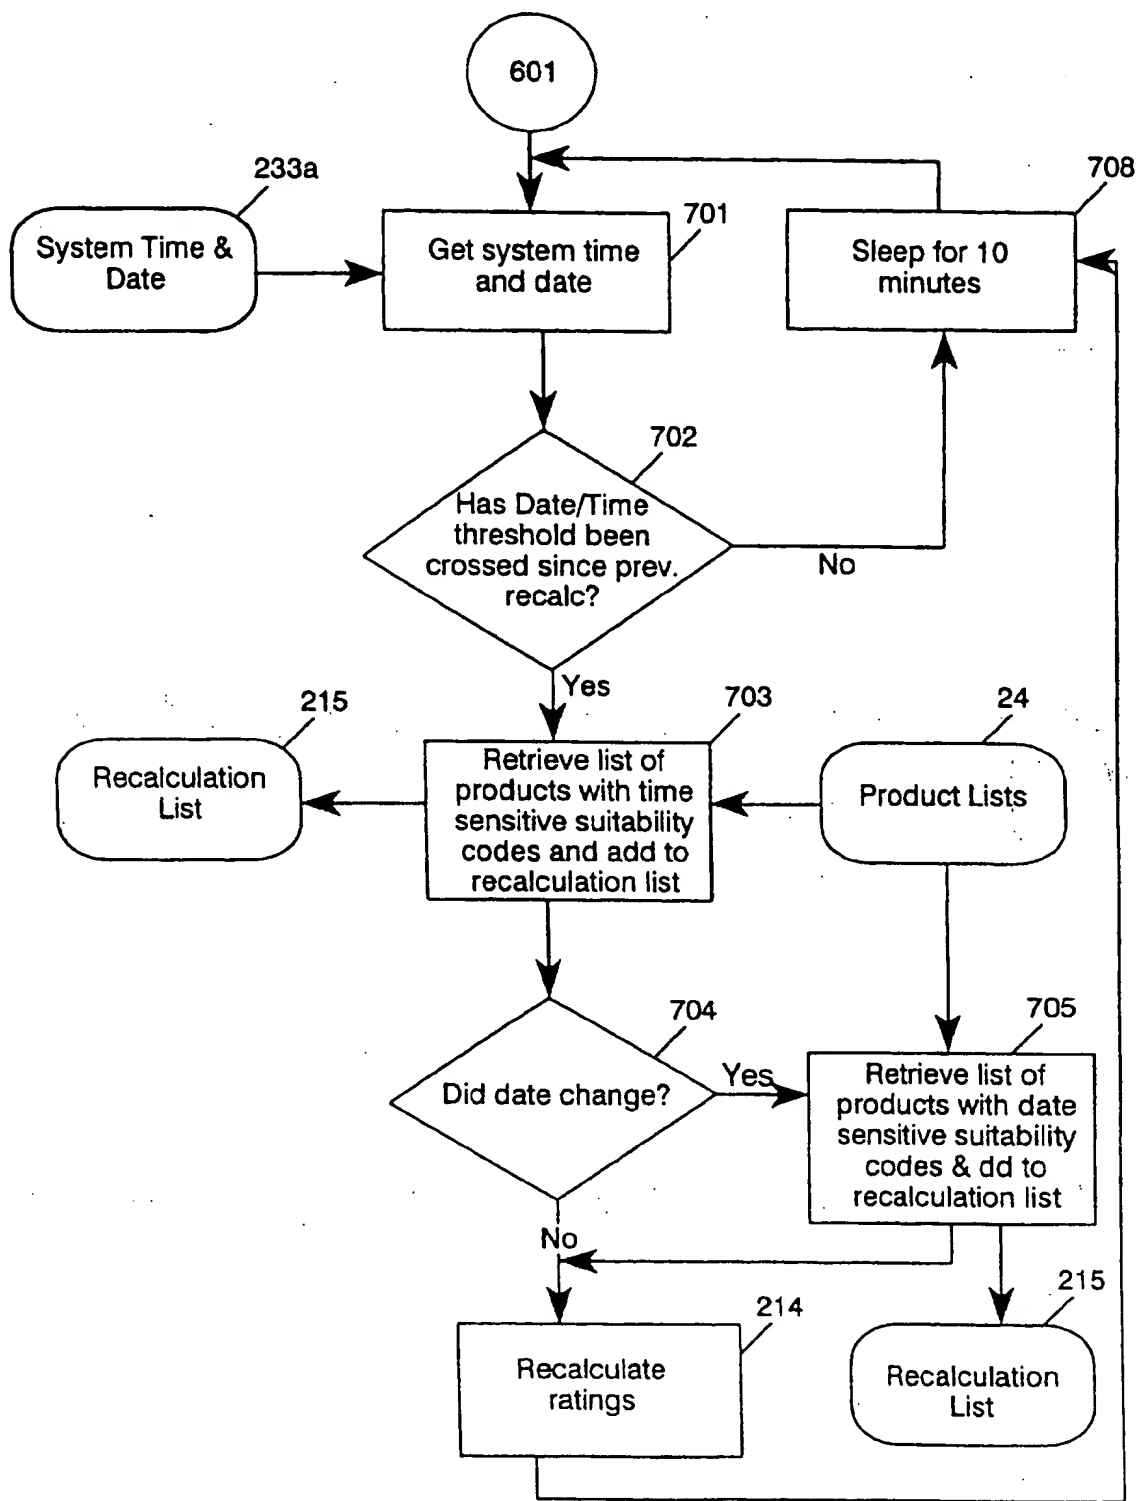 601
233a
System Time &
Date
701
Get system time
and date
708
Sleep for 10
minutes
702
Has Date/Time
threshold been
crossed since prev.
recalc?
No
Yes
215
Recalculation
List
703
Retrieve list of
products with time
sensitive suitability
codes and add to
recalculation list
24
Product Lists
704
Did date change?
Yes
705
Retrieve list of
products with date
sensitive suitability
codes & dd to
recalculation list
No
214
Recalculate
ratings
215
Recalculation
List